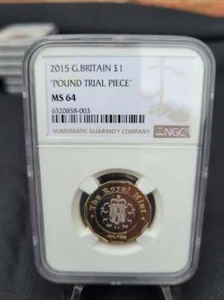 2015 G.BRITAIN £1
"POUND TRIAL PIECE"
MS 64
6320858-003
NUMISMATIC GUARANTY COMPANY
NGC
The Royal Mint